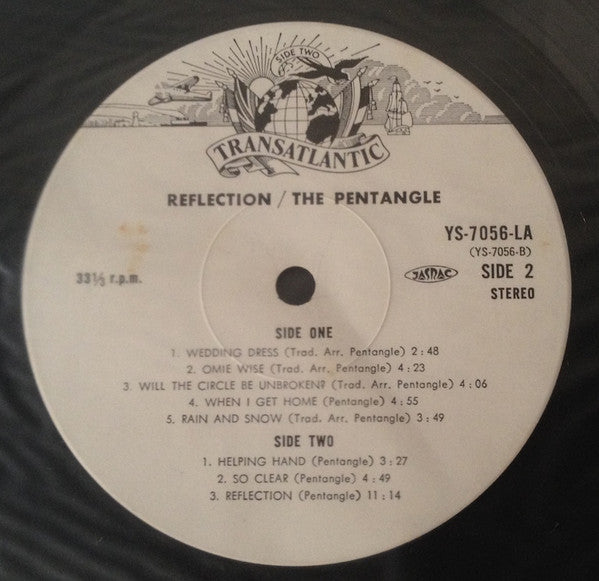 SIDE TWO
TRANSATLANTIC
REFLECTION / THE PENTANGLE
YS-7056-LA
(YS-7056-B)
33⅓ r.p.m.
JASRAC
SIDE 2
STEREO
SIDE ONE
1. WEDDING DRESS (Trad. Arr. Pentangle) 2:48
2. OMIE WISE (Trad. Arr. Pentangle) 4:23
3. WILL THE CIRCLE BE UNBROKEN? (Trad. Arr. Pentangle) 4:06
4. WHEN I GET HOME (Pentangle) 4:55
5. RAIN AND SNOW (Trad. Arr. Pentangle) 3:49
SIDE TWO
1. HELPING HAND (Pentangle) 3:27
2. SO CLEAR (Pentangle) 4:49
3. REFLECTION (Pentangle) 11:14